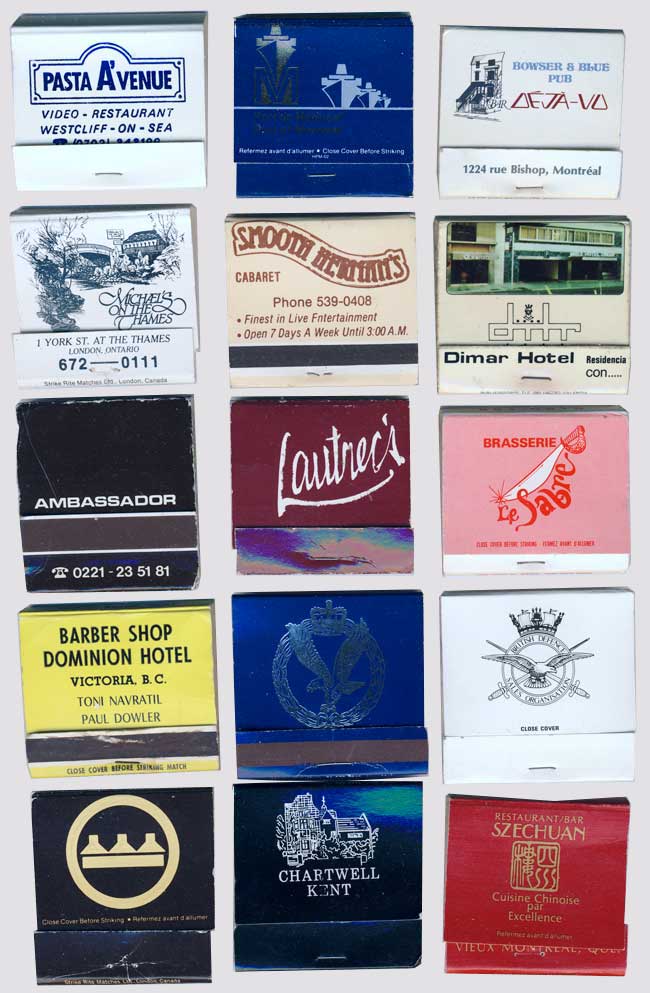 PASTA A'VENUE
VIDEO - RESTAURANT
WESTCLIFF - ON - SEA
M
Refermez avant d'allumer • Close Cover Before Striking
HPM-02
BOWSER & BLUE
PUB
BAR DÉJÀ-VU
1224 rue Bishop, Montréal
MICHAEL'S
ON THE
THAMES
1 YORK ST. AT THE THAMES
LONDON, ONTARIO
672—0111
Strike Rite Matches Ltd., London, Canada
SMOOTH HERMAN'S
CABARET
Phone 539-0408
• Finest in Live Entertainment
• Open 7 Days A Week Until 3:00 A.M.
Dimar Hotel Residencia
con.....
AMBASSADOR
☎ 0221 - 23 51 81
Lautrec's
BRASSERIE
Le Sabre
CLOSE COVER BEFORE STRIKING - FERMEZ AVANT D'ALLUMER
BARBER SHOP
DOMINION HOTEL
VICTORIA, B.C.
TONI NAVRATIL
PAUL DOWLER
CLOSE COVER BEFORE STRIKING MATCH
BRITISH DEFENCE
SALES ORGANISATION
CLOSE COVER
Close Cover Before Striking • Refermez avant d'allumer
Strike Rite Matches Ltd., London, Canada
CHARTWELL
KENT
RESTAURANT/BAR
SZECHUAN
四川樓
Cuisine Chinoise
par
Excellence
Refermez avant d'allumer
VIEUX MONTRÉAL, QUÉ.